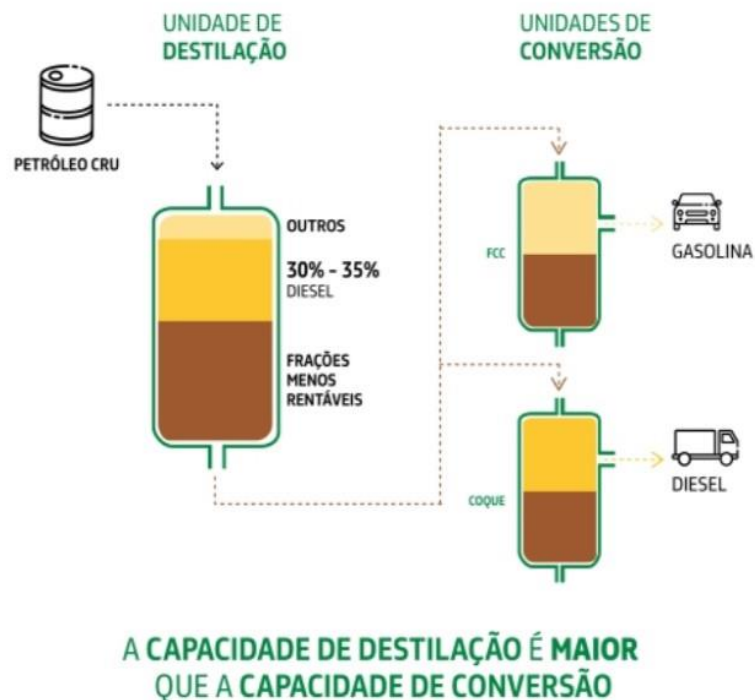 UNIDADE DE
DESTILAÇÃO
UNIDADES DE
CONVERSÃO
PETRÓLEO CRU
OUTROS
30% - 35%
DIESEL
FRAÇÕES
MENOS
RENTÁVEIS
FCC
GASOLINA
COQUE
DIESEL
A CAPACIDADE DE DESTILAÇÃO É MAIOR
QUE A CAPACIDADE DE CONVERSÃO